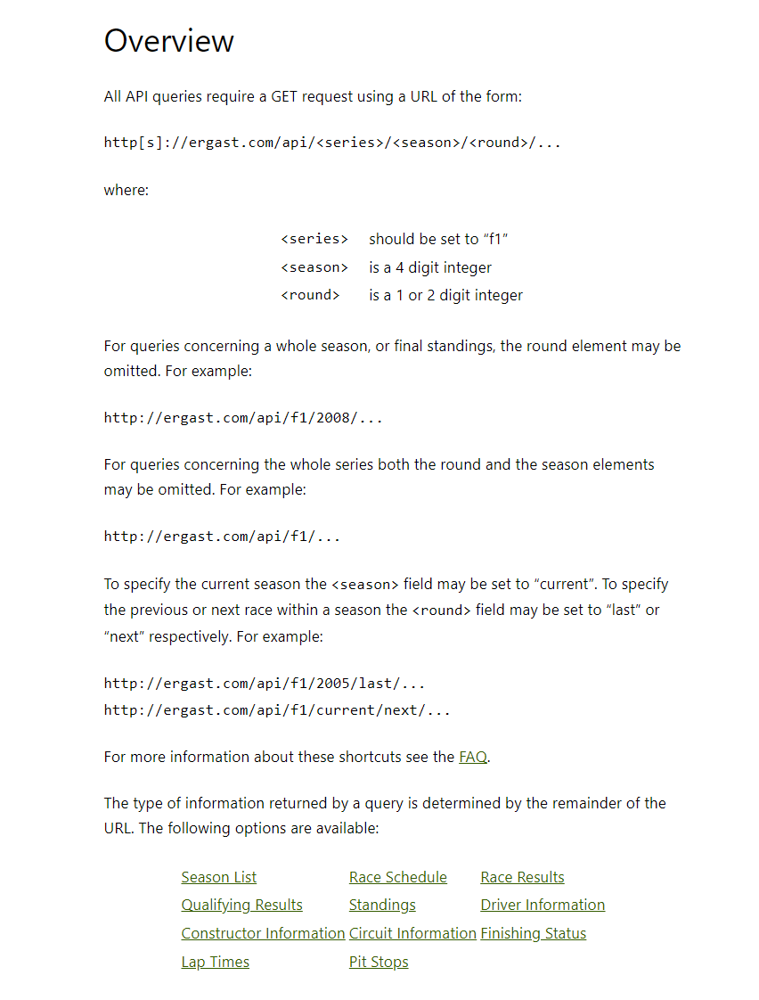 Overview
All API queries require a GET request using a URL of the form:
http[s]://ergast.com/api/<series>/<season>/<round>/...
where:
<series> should be set to “f1”
<season> is a 4 digit integer
<round> is a 1 or 2 digit integer
For queries concerning a whole season, or final standings, the round element may be
omitted. For example:
http://ergast.com/api/f1/2008/...
For queries concerning the whole series both the round and the season elements
may be omitted. For example:
http://ergast.com/api/f1/...
To specify the current season the <season> field may be set to “current”. To specify
the previous or next race within a season the <round> field may be set to “last” or
“next” respectively. For example:
http://ergast.com/api/f1/2005/last/...
http://ergast.com/api/f1/current/next/...
For more information about these shortcuts see the FAQ.
The type of information returned by a query is determined by the remainder of the
URL. The following options are available:
Season List Race Schedule Race Results
Qualifying Results Standings Driver Information
Constructor Information Circuit Information Finishing Status
Lap Times Pit Stops